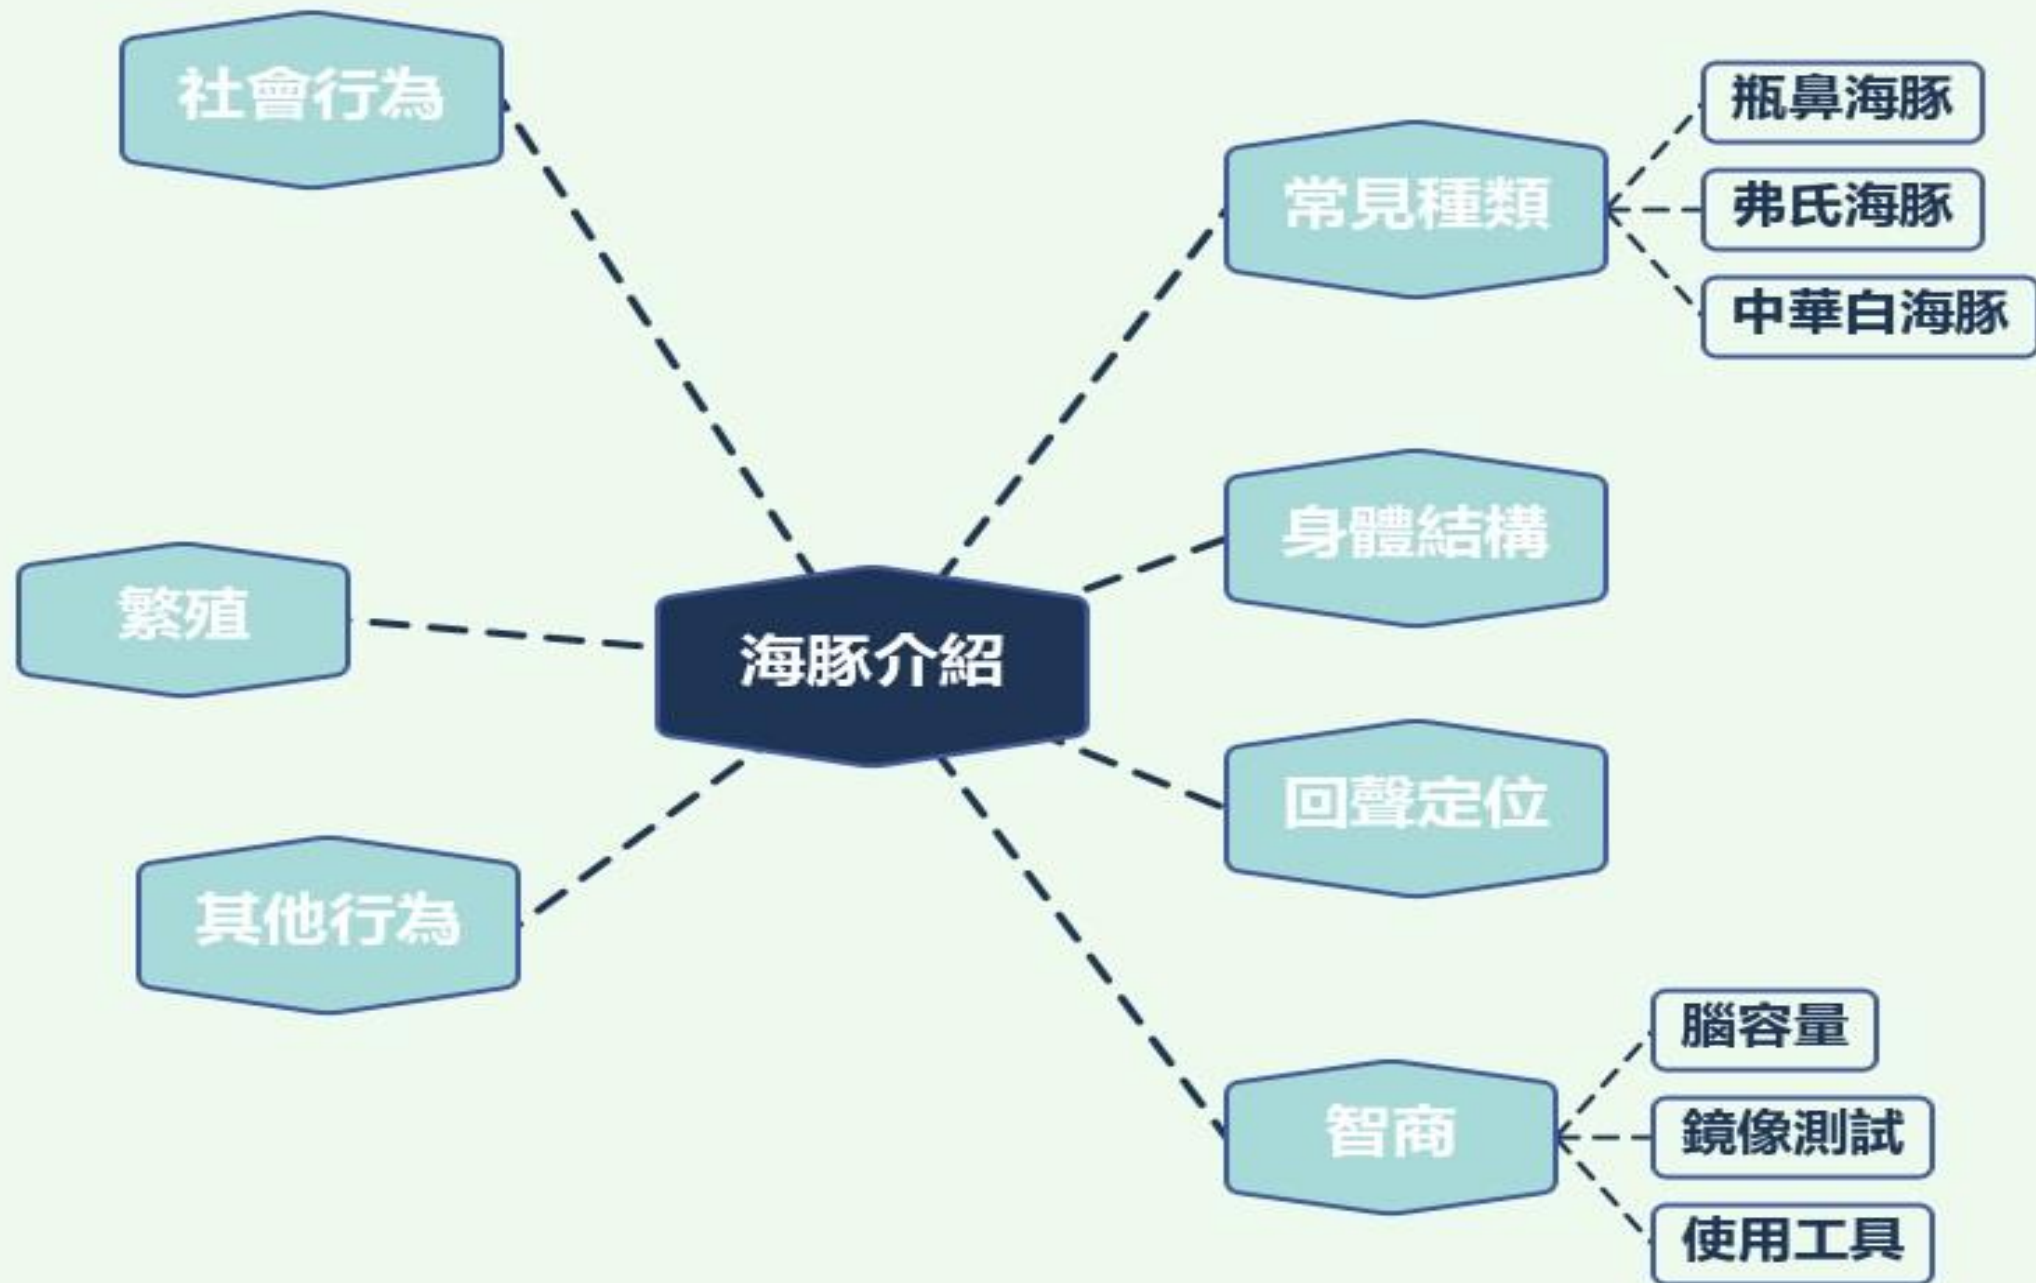 社會行為
常見種類
瓶鼻海豚
弗氏海豚
中華白海豚
身體結構
繁殖
海豚介紹
回聲定位
其他行為
智商
腦容量
鏡像測試
使用工具